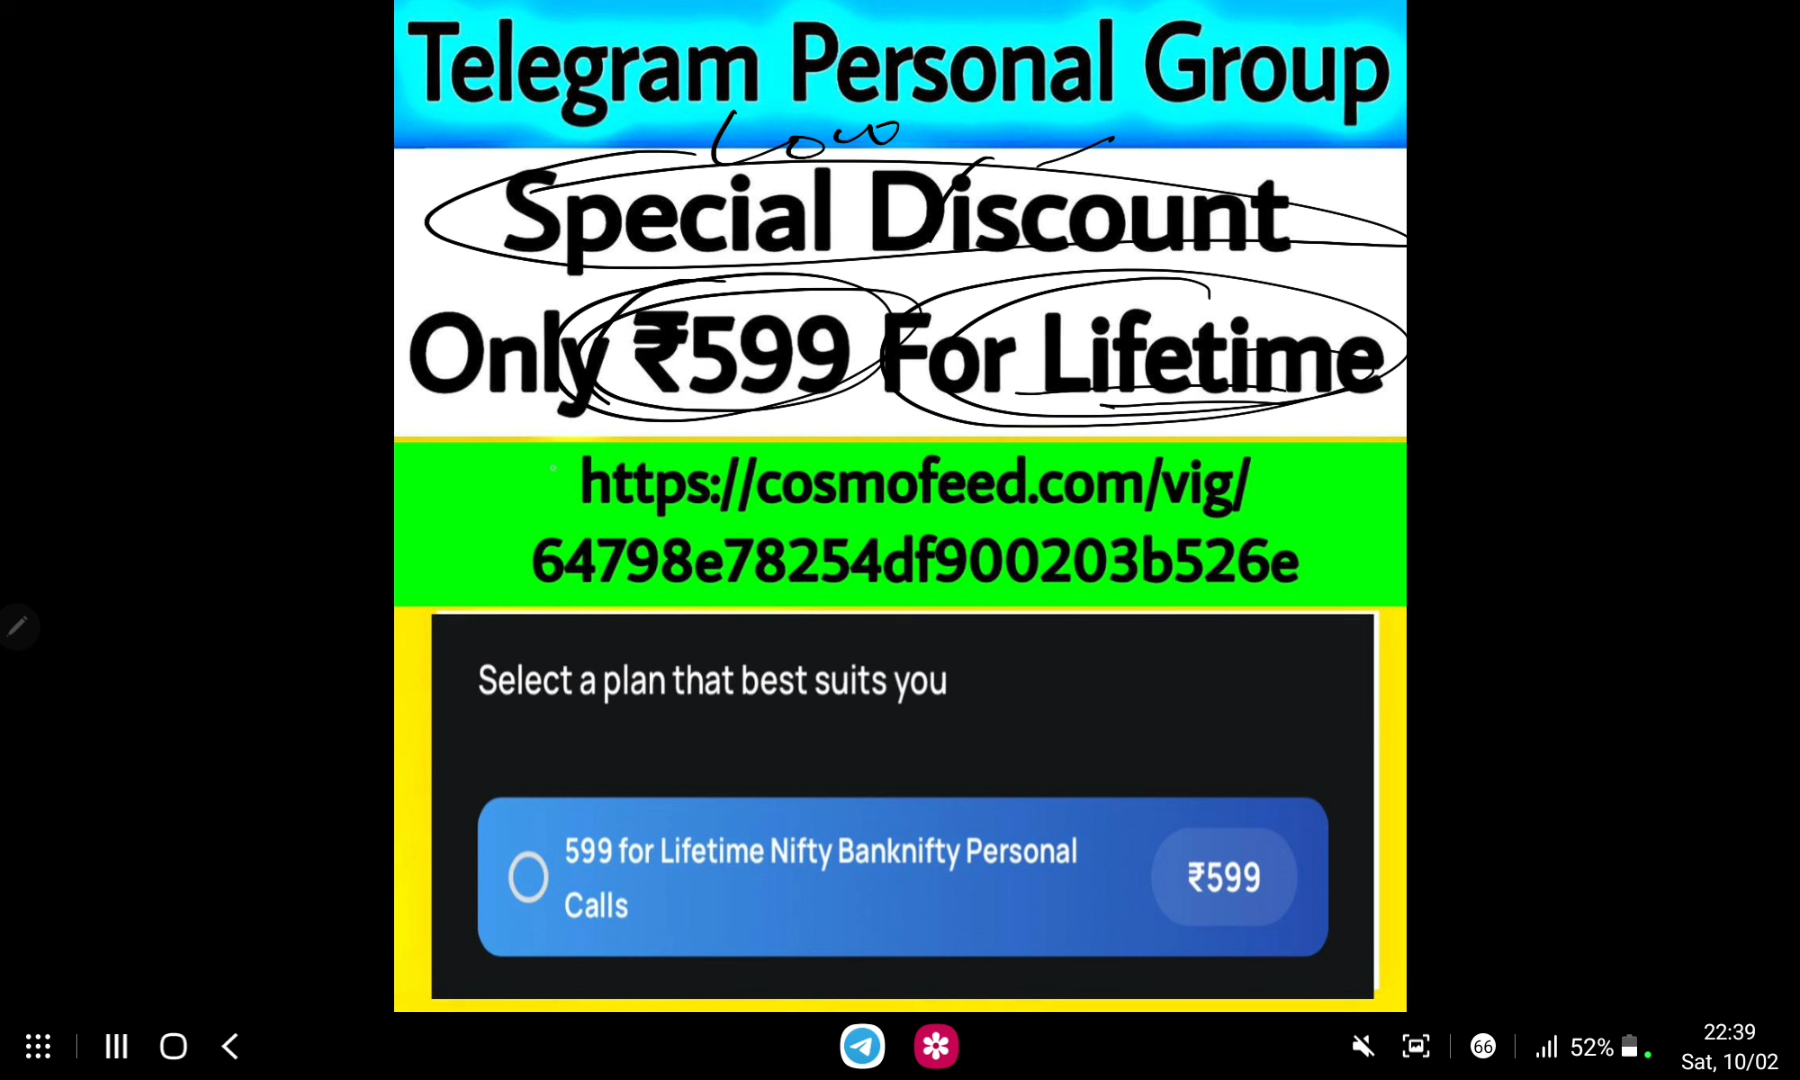 Telegram Personal Group
Low
Special Discount
Only ₹599 For Lifetime
https://cosmofeed.com/vig/
64798e78254df900203b526e
Select a plan that best suits you
599 for Lifetime Nifty Banknifty Personal
Calls
₹599
66
52%
22:39
Sat, 10/02